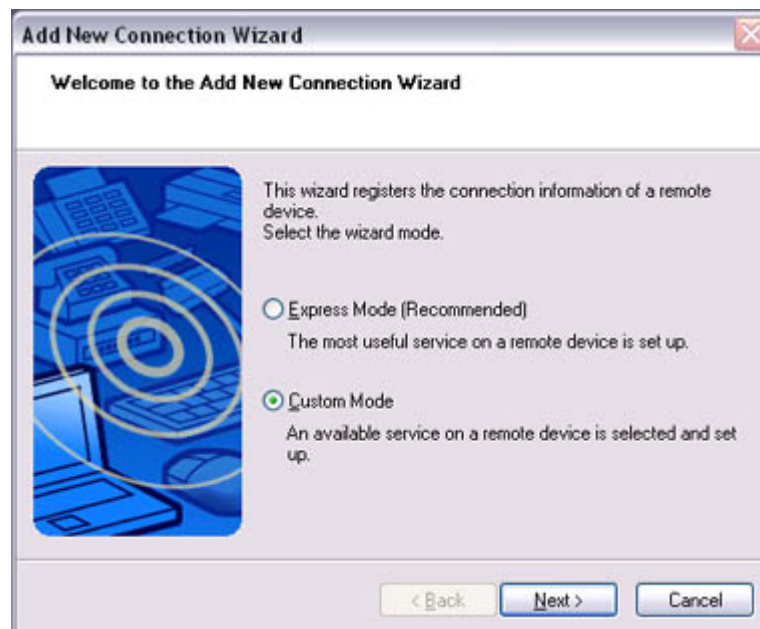 Add New Connection Wizard
Welcome to the Add New Connection Wizard
This wizard registers the connection information of a remote
device.
Select the wizard mode.
Express Mode (Recommended)
The most useful service on a remote device is set up.
Custom Mode
An available service on a remote device is selected and set
up.
< Back
Next >
Cancel